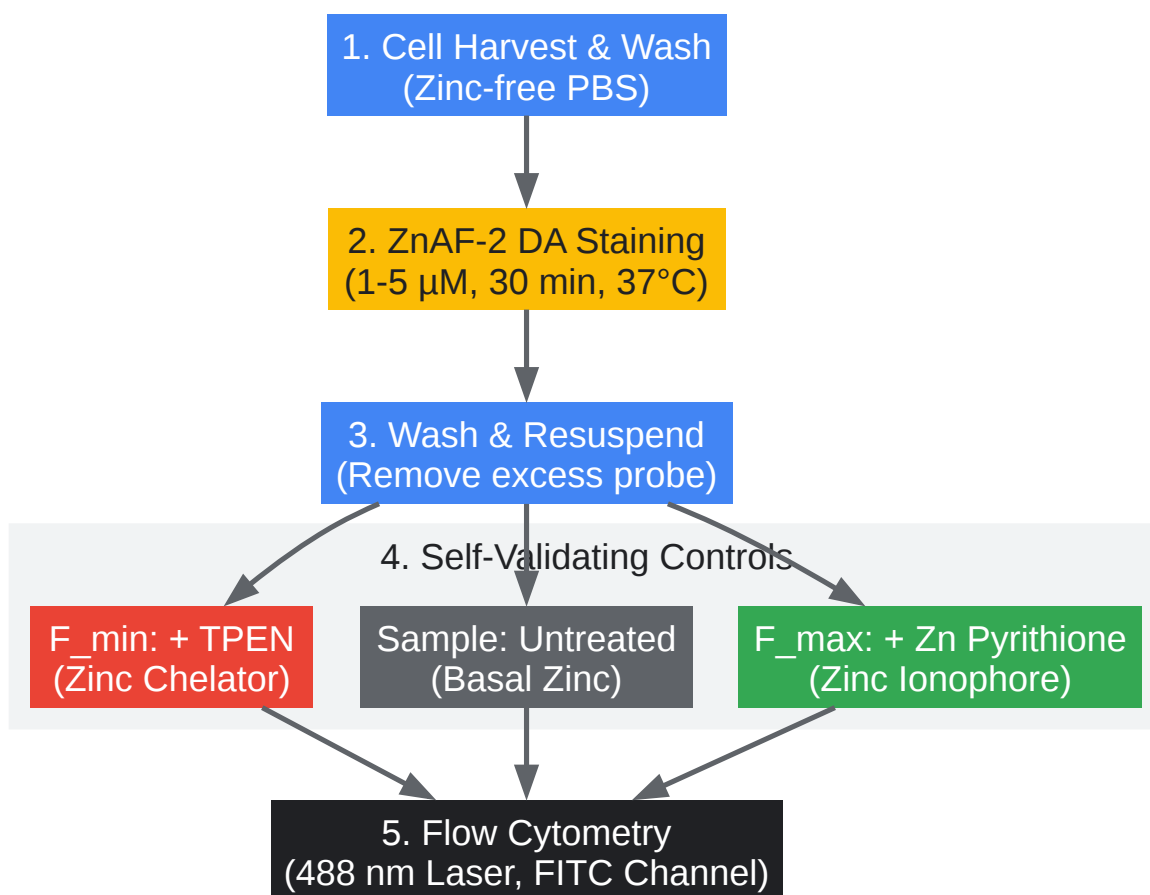 1. Cell Harvest & Wash
(Zinc-free PBS)
2. ZnAF-2 DA Staining
(1-5 µM, 30 min, 37°C)
3. Wash & Resuspend
(Remove excess probe)
4. Self-Validating Controls
F_min: + TPEN
(Zinc Chelator)
Sample: Untreated
(Basal Zinc)
F_max: + Zn Pyrithione
(Zinc Ionophore)
5. Flow Cytometry
(488 nm Laser, FITC Channel)